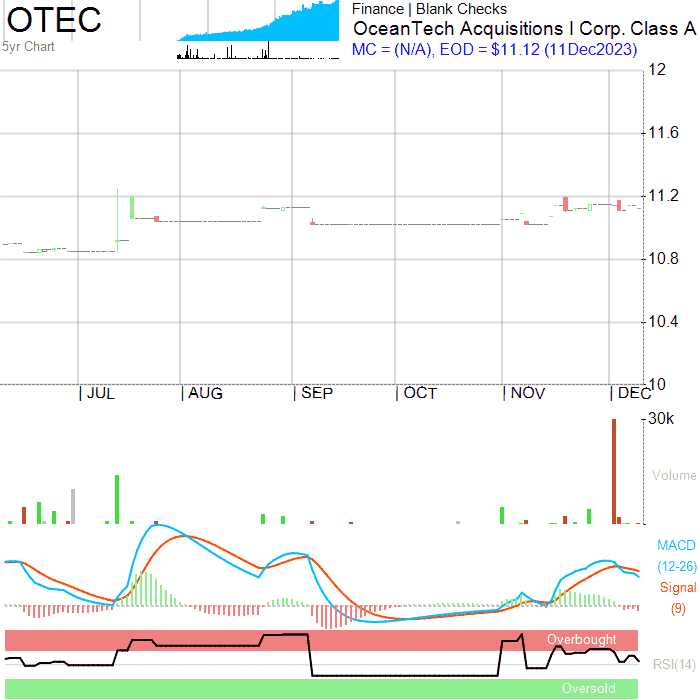 OTEC
5yr Chart
Finance | Blank Checks
OceanTech Acquisitions I Corp. Class A
MC = (N/A), EOD = $11.12 (11Dec2023)
12
11.6
11.2
10.8
10.4
10
| JUL | AUG | SEP | OCT | NOV | DEC
30k
Volume
MACD
(12-26)
Signal
(9)
Overbought
RSI(14)
Oversold